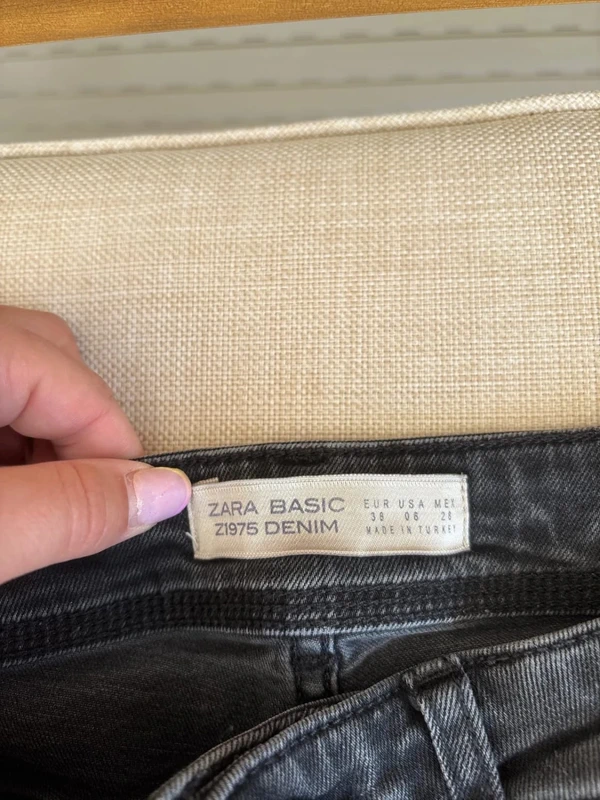 ZARA BASIC
Z1975 DENIM
EUR USA MEX
38 06 28
MADE IN TURKEY